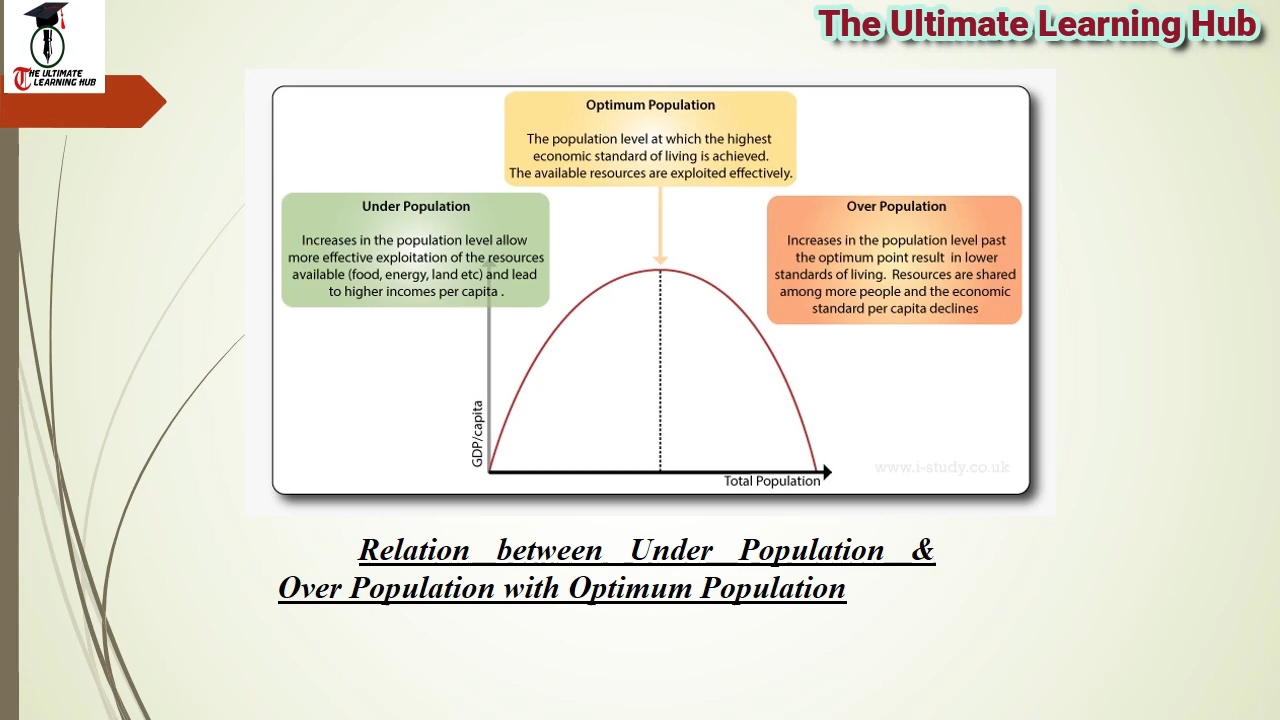 The Ultimate Learning Hub
THE ULTIMATE
LEARNING HUB
Optimum Population
The population level at which the highest
economic standard of living is achieved.
The available resources are exploited effectively.
Under Population
Increases in the population level allow
more effective exploitation of the resources
available (food, energy, land etc) and lead
to higher incomes per capita .
Over Population
Increases in the population level past
the optimum point result in lower
standards of living. Resources are shared
among more people and the economic
standard per capita declines
GDP/capita
Total Population
www.i-study.co.uk
Relation between Under Population &
Over Population with Optimum Population